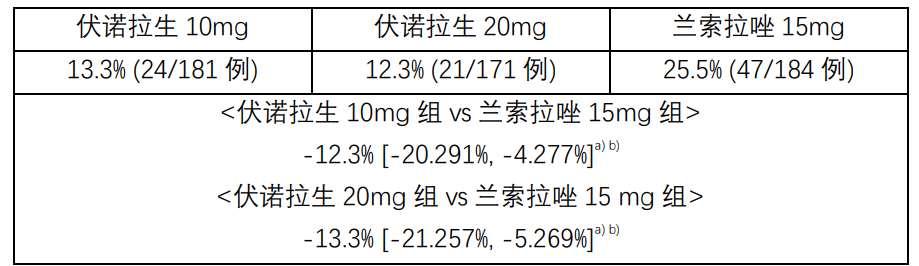 伏诺拉生 10mg 伏诺拉生 20mg 兰索拉唑 15mg
13.3% (24/181 例) 12.3% (21/171 例) 25.5% (47/184 例)
<伏诺拉生 10mg 组 vs 兰索拉唑 15mg 组>
-12.3% [-20.291%, -4.277%]a) b)
<伏诺拉生 20mg 组 vs 兰索拉唑 15 mg 组>
-13.3% [-21.257%, -5.269%]a) b)